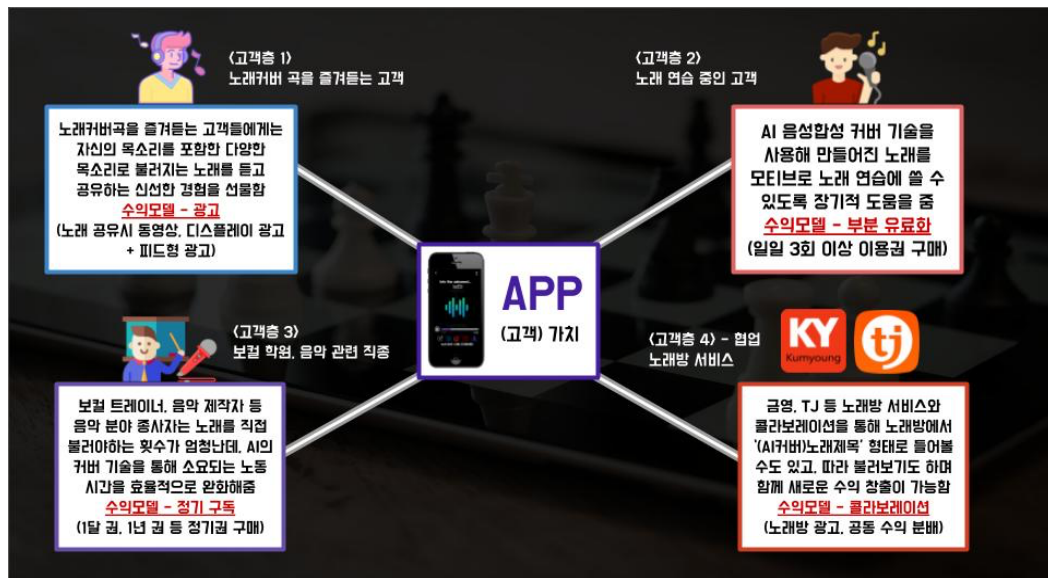 <고객층 1>
노래커버 곡을 즐겨듣는 고객
노래커버곡을 즐겨듣는 고객들에게는
자신의 목소리를 포함한 다양한
목소리로 불러지는 노래를 듣고
공유하는 신선한 경험을 선물함
수익모델 - 광고
(노래 공유시 동영상, 디스플레이 광고
+ 피드형 광고)
<고객층 2>
노래 연습 중인 고객
AI 음성합성 커버 기술을
사용해 만들어진 노래를
모티브로 노래 연습에 쓸 수
있도록 장기적 도움을 줌
수익모델 - 부분 유료화
(일일 3회 이상 이용권 구매)
APP
(고객) 가치
<고객층 3>
보컬 학원, 음악 관련 직종
보컬 트레이너, 음악 제작자 등
음악 분야 종사자는 노래를 직접
불러야하는 횟수가 엄청난데, AI의
커버 기술을 통해 소요되는 노동
시간을 효율적으로 완화해줌
수익모델 - 정기 구독
(1달 권, 1년 권 등 정기권 구매)
<고객층 4> - 협업
노래방 서비스
KY
Kumyoung
tj
금영, TJ 등 노래방 서비스와
콜라보레이션을 통해 노래방에서
'(AI커버)노래제목' 형태로 들어볼
수도 있고, 따라 불러보기도 하며
함께 새로운 수익 창출이 가능함
수익모델 - 콜라보레이션
(노래방 광고, 공동 수익 분배)